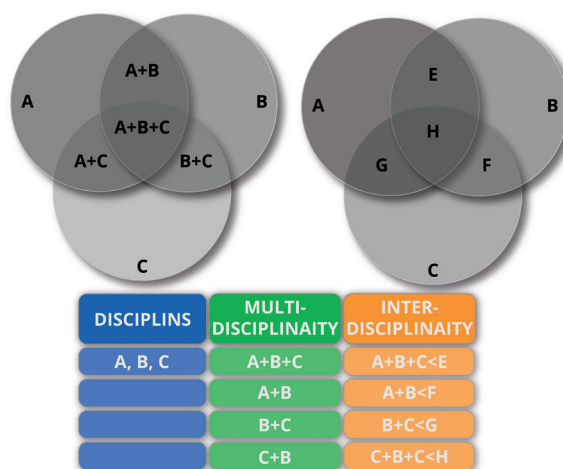 A+B
A
B
A+B+C
A+C
B+C
C
E
A
B
H
G
F
C
DISCIPLINS
MULTI-
DISCIPLINAITY
INTER-
DISCIPLINAITY
A, B, C
A+B+C
A+B+C<E
A+B
A+B<F
B+C
B+C<G
C+B
C+B+C<H